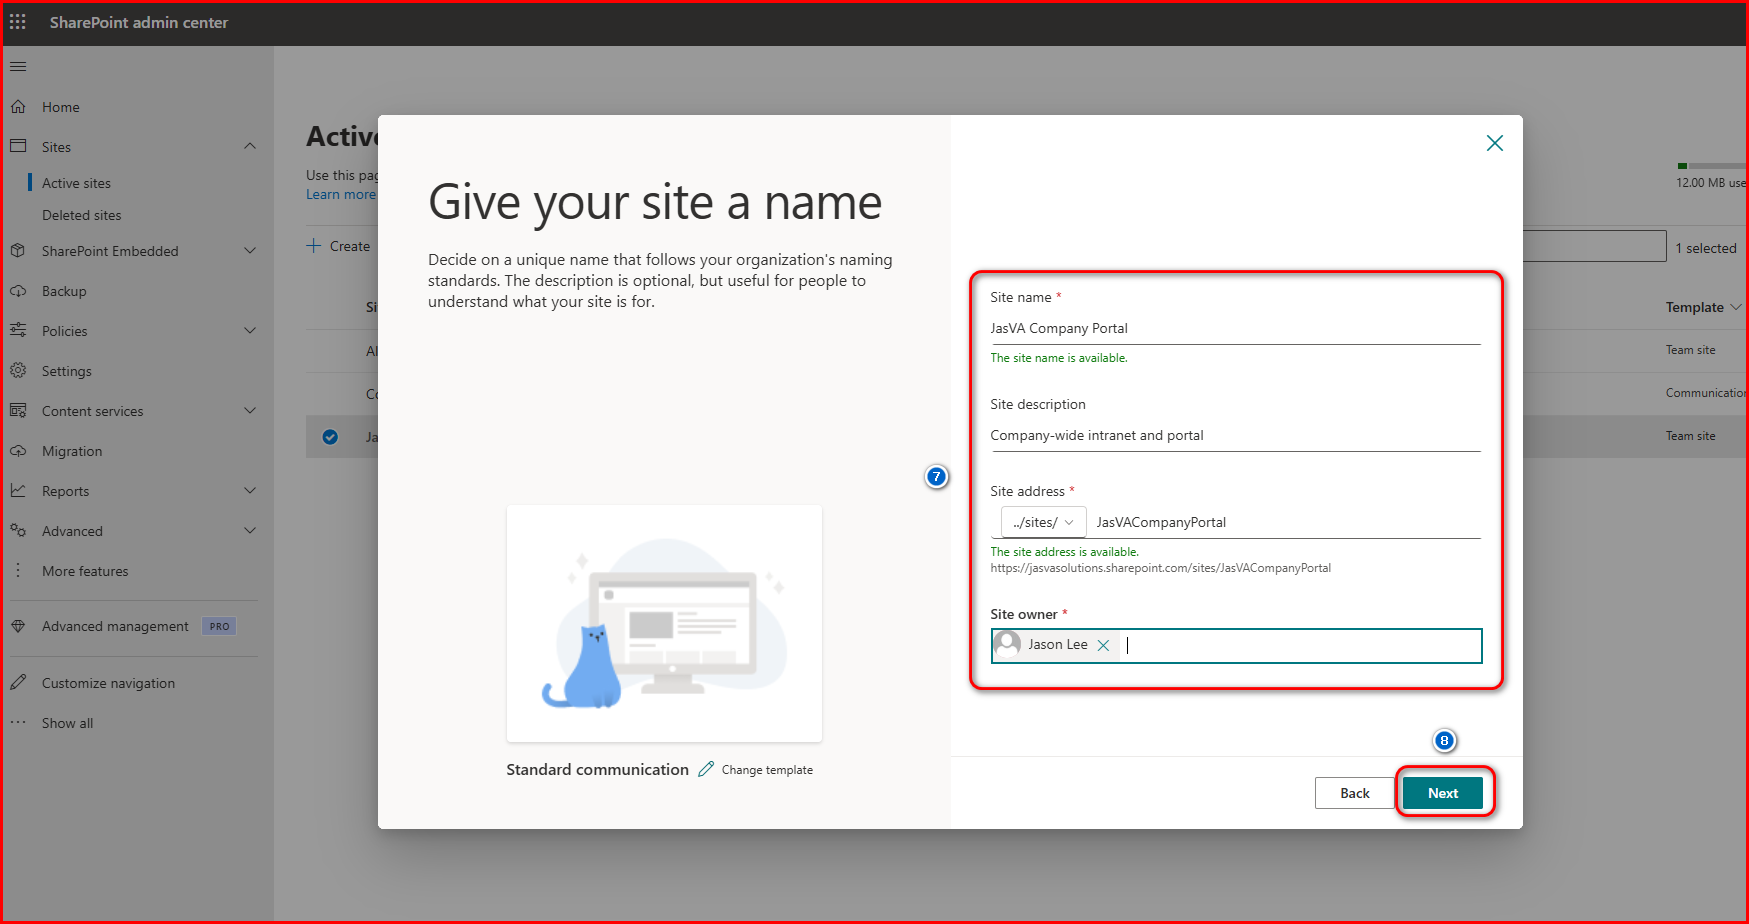 SharePoint admin center
Home
Sites
Active sites
Deleted sites
SharePoint Embedded
Backup
Policies
Settings
Content services
Migration
Reports
Advanced
More features
Advanced management PRO
Customize navigation
Show all
Active
Use this pag
Learn more
Create
Si
Al
Co
Ja
Give your site a name
Decide on a unique name that follows your organization's naming
standards. The description is optional, but useful for people to
understand what your site is for.
Standard communication Change template
7
Site name *
JasVA Company Portal
The site name is available.
Site description
Company-wide intranet and portal
Site address *
../sites/ JasVACompanyPortal
The site address is available.
https://jasvasolutions.sharepoint.com/sites/JasVACompanyPortal
Site owner *
Jason Lee
8
Back Next
12.00 MB use
1 selected
Template
Team site
Communication
Team site